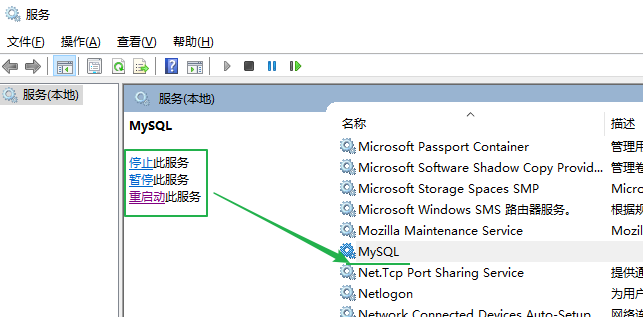 服务
文件(F) 操作(A) 查看(V) 帮助(H)
服务(本地)
服务(本地)
MySQL
停止此服务
暂停此服务
重启动此服务
名称 描述
Microsoft Passport Container 管理用
Microsoft Software Shadow Copy Provid... 管理卷
Microsoft Storage Spaces SMP Micro
Microsoft Windows SMS 路由器服务。 根据规
Mozilla Maintenance Service Mozil
MySQL
Net.Tcp Port Sharing Service 提供通
Netlogon 为用户
Network Connected Devices Auto-Setup 网络连